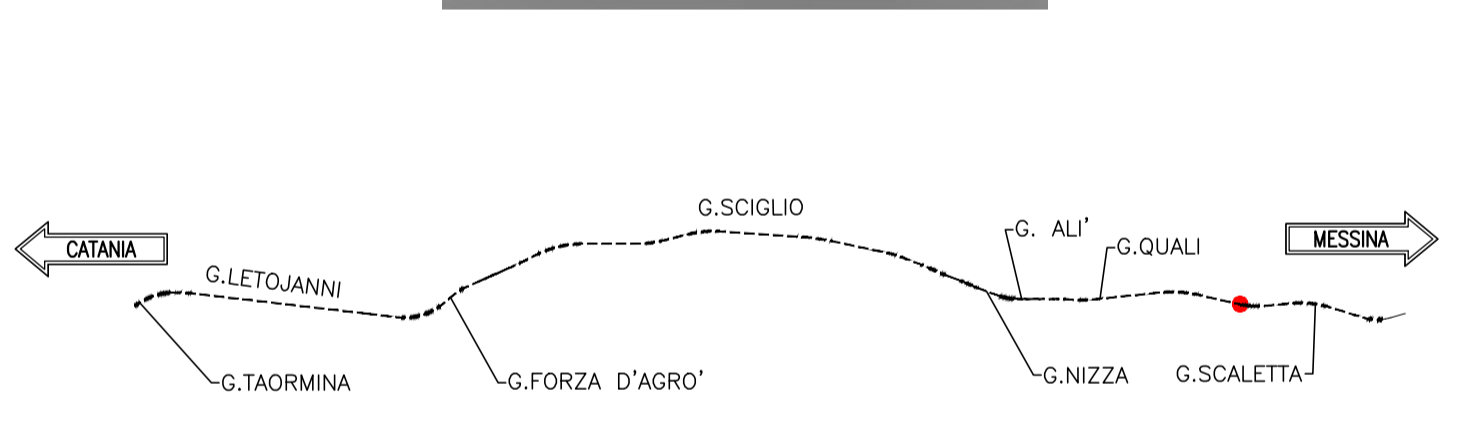 G.SCIGLIO
G. ALI'
CATANIA
G.QUALI
MESSINA
G.LETOJANNI
G.TAORMINA
G.FORZA D'AGRO'
G.NIZZA
G.SCALETTA